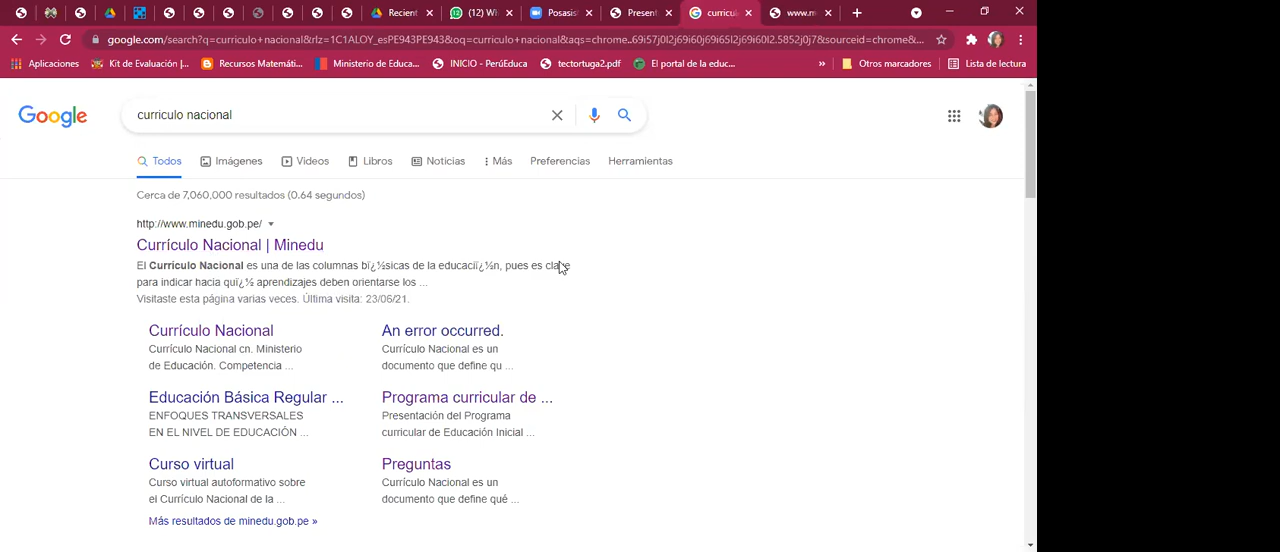 Recient
(12) Wh
Posasist
Present
curricul
www.m
google.com/search?q=curriculo+nacional&rlz=1C1ALOY_esPE943PE943&oq=curriculo+nacional&aqs=chrome..69i57j0l2j69i60j69i65l2j69i60l2.5852j0j7&sourceid=chrome&...
Aplicaciones
Kit de Evaluación |...
Recursos Matemáti...
Ministerio de Educa...
INICIO - PerúEduca
tectortuga2.pdf
El portal de la educ...
»
Otros marcadores
Lista de lectura
Google
curriculo nacional
Todos
Imágenes
Videos
Libros
Noticias
Más
Preferencias
Herramientas
Cerca de 7,060,000 resultados (0.64 segundos)
http://www.minedu.gob.pe/
Currículo Nacional | Minedu
El Currículo Nacional es una de las columnas bï¿½sicas de la educaciï¿½n, pues es clave
para indicar hacia quï¿½ aprendizajes deben orientarse los ...
Visitaste esta página varias veces. Última visita: 23/06/21.
Currículo Nacional
Currículo Nacional cn. Ministerio
de Educación. Competencia ...
An error occurred.
Currículo Nacional es un
documento que define qu ...
Educación Básica Regular ...
ENFOQUES TRANSVERSALES
EN EL NIVEL DE EDUCACIÓN ...
Programa curricular de ...
Presentación del Programa
curricular de Educación Inicial ...
Curso virtual
Curso virtual autoformativo sobre
el Currículo Nacional de la ...
Preguntas
Currículo Nacional es un
documento que define qué ...
Más resultados de minedu.gob.pe »